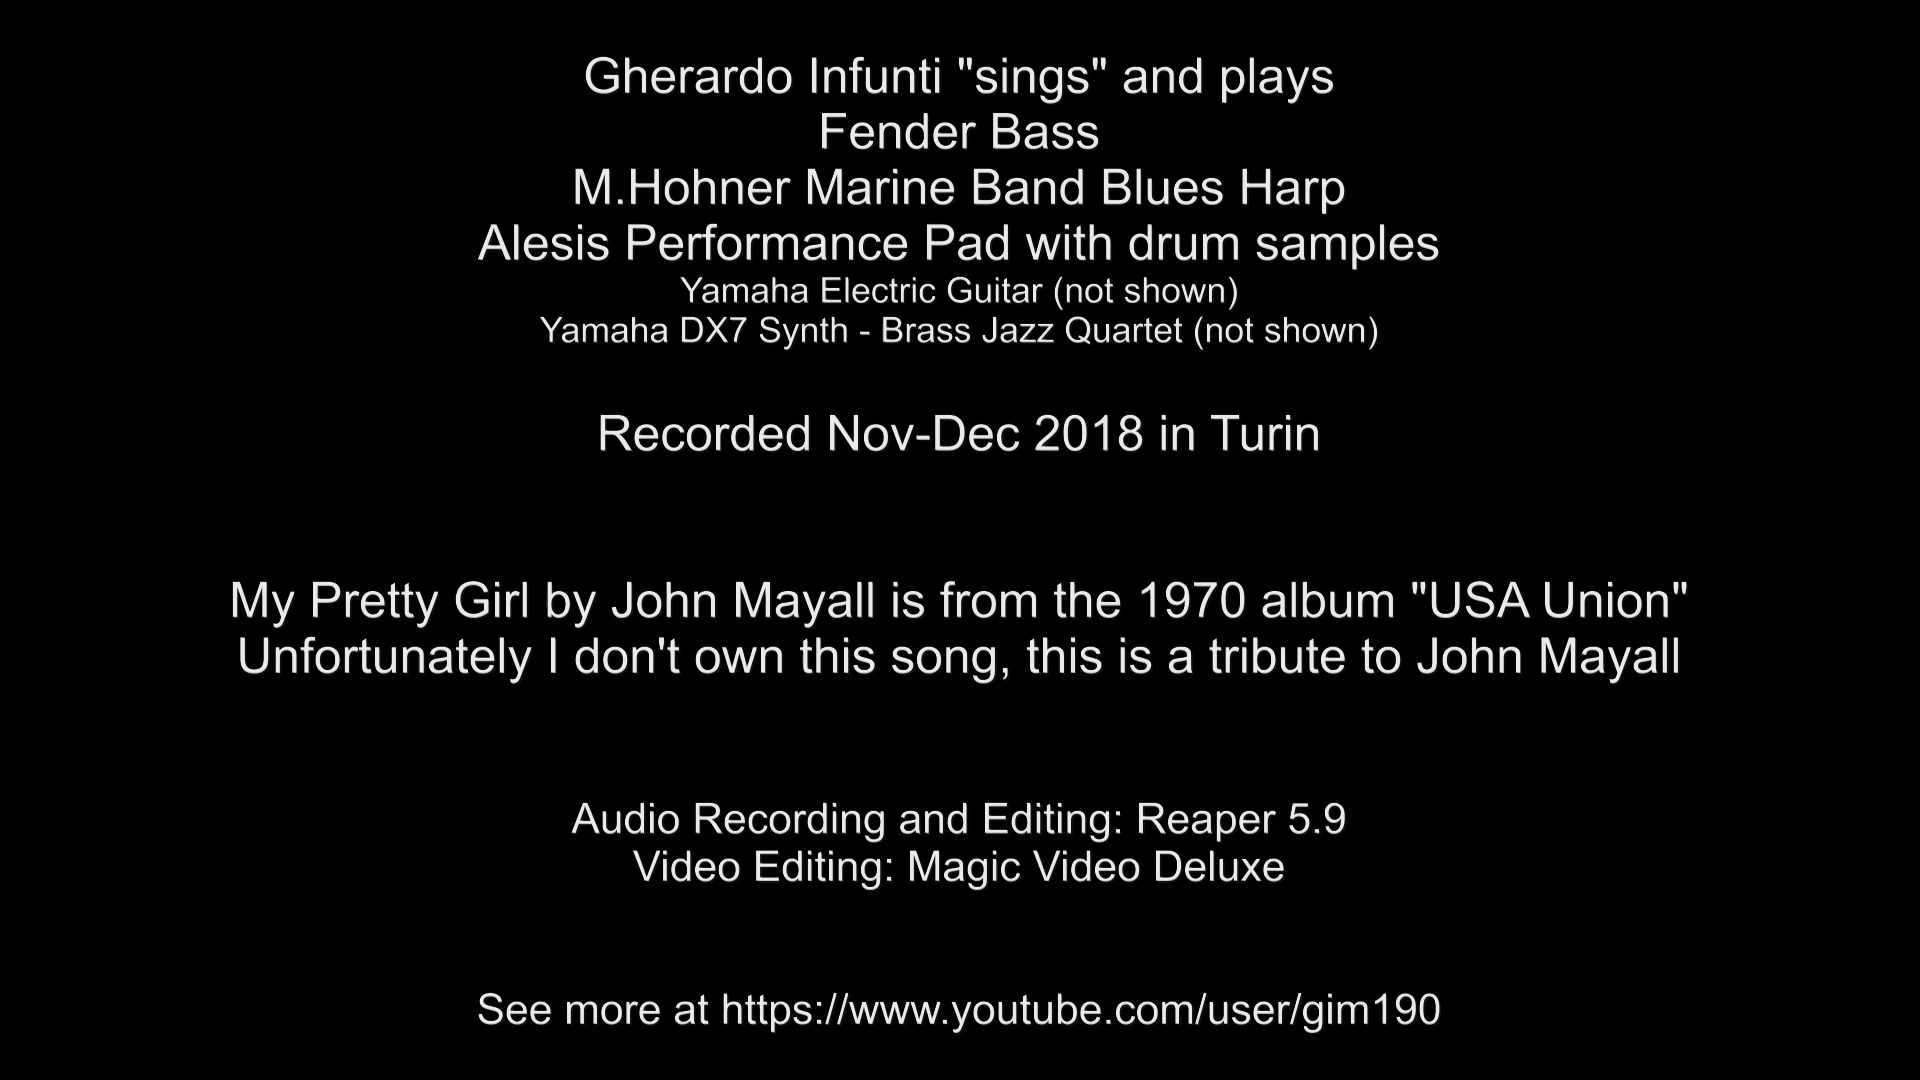 Gherardo Infunti "sings" and plays
Fender Bass
M.Hohner Marine Band Blues Harp
Alesis Performance Pad with drum samples
Yamaha Electric Guitar (not shown)
Yamaha DX7 Synth - Brass Jazz Quartet (not shown)
Recorded Nov-Dec 2018 in Turin
My Pretty Girl by John Mayall is from the 1970 album "USA Union"
Unfortunately I don't own this song, this is a tribute to John Mayall
Audio Recording and Editing: Reaper 5.9
Video Editing: Magic Video Deluxe
See more at https://www.youtube.com/user/gim190